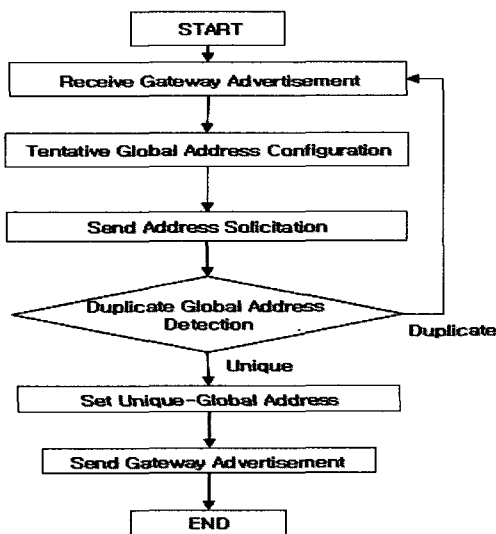 START
Receive Gateway Advertisement
Tentative Global Address Configuration
Send Address Solicitation
Duplicate Global Address
Detection
Duplicate
Unique
Set Unique-Global Address
Send Gateway Advertisement
END